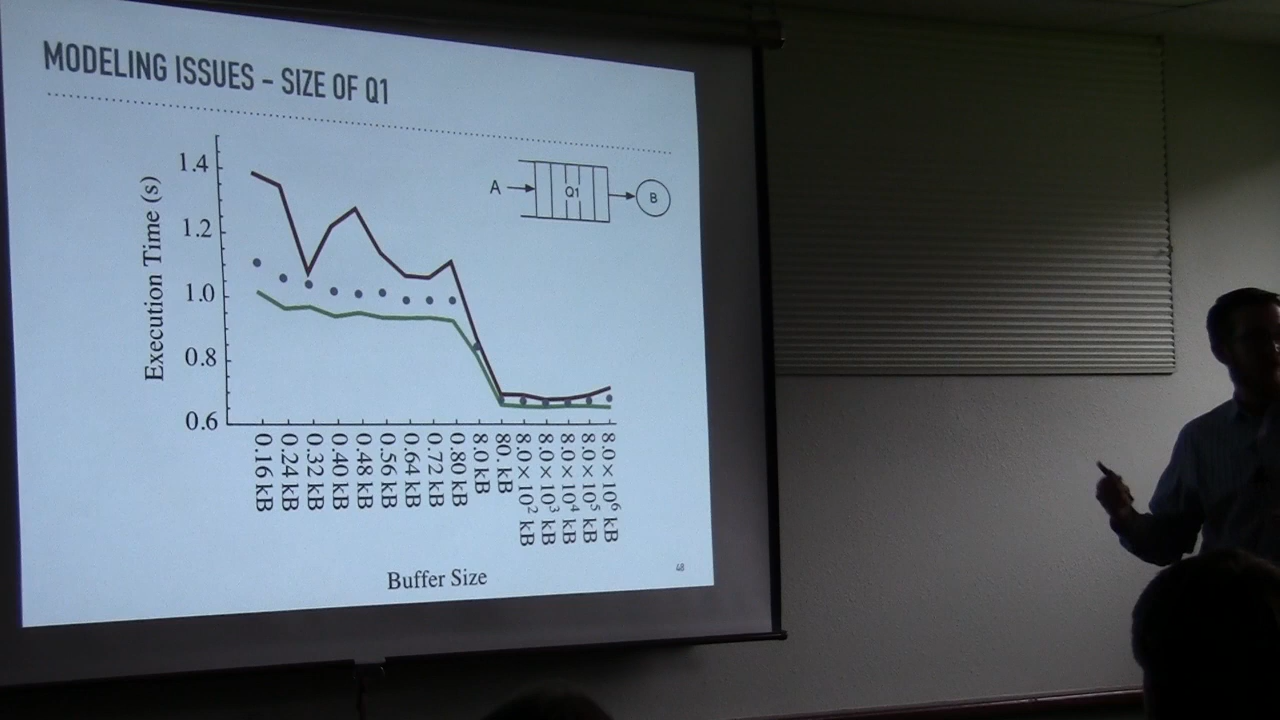 MODELING ISSUES – SIZE OF Q1
A
Q1
B
Execution Time (s)
1.4
1.2
1.0
0.8
0.6
0.16 kB
0.24 kB
0.32 kB
0.40 kB
0.48 kB
0.56 kB
0.64 kB
0.72 kB
0.80 kB
8.0 kB
80. kB
8.0×10² kB
8.0×10³ kB
8.0×10⁴ kB
8.0×10⁵ kB
8.0×10⁶ kB
Buffer Size
48